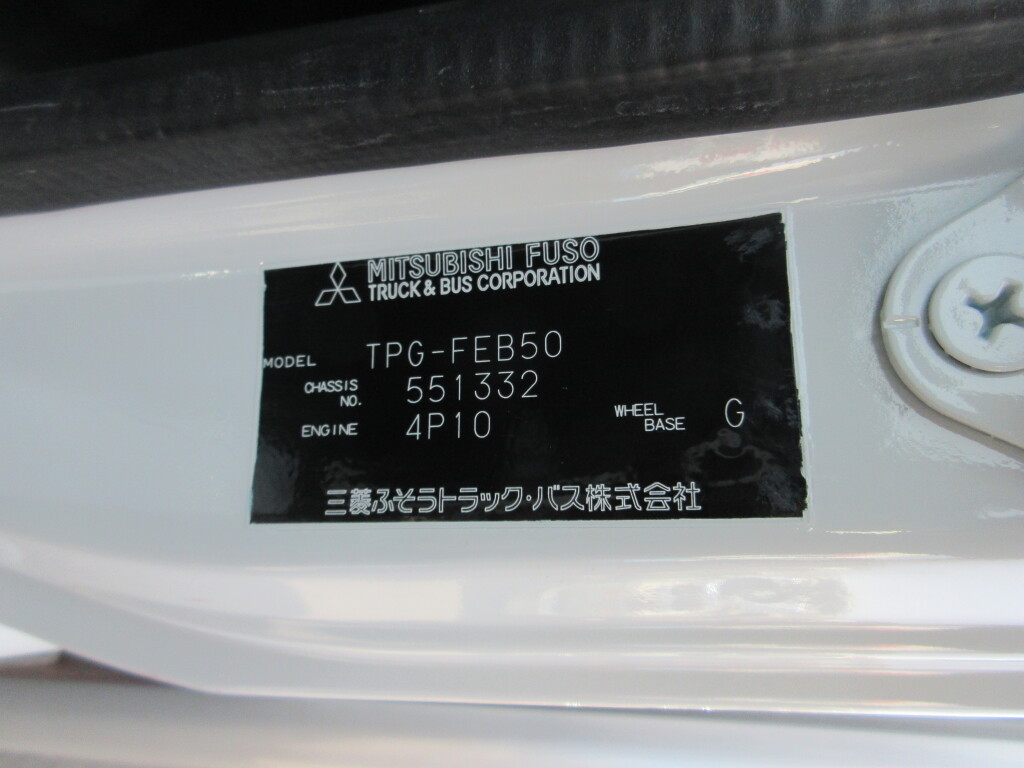 MITSUBISHI FUSO
TRUCK & BUS CORPORATION
MODEL TPG-FEB50
CHASSIS NO. 551332
ENGINE 4P10 WHEEL BASE G
三菱ふそうトラック・バス株式会社